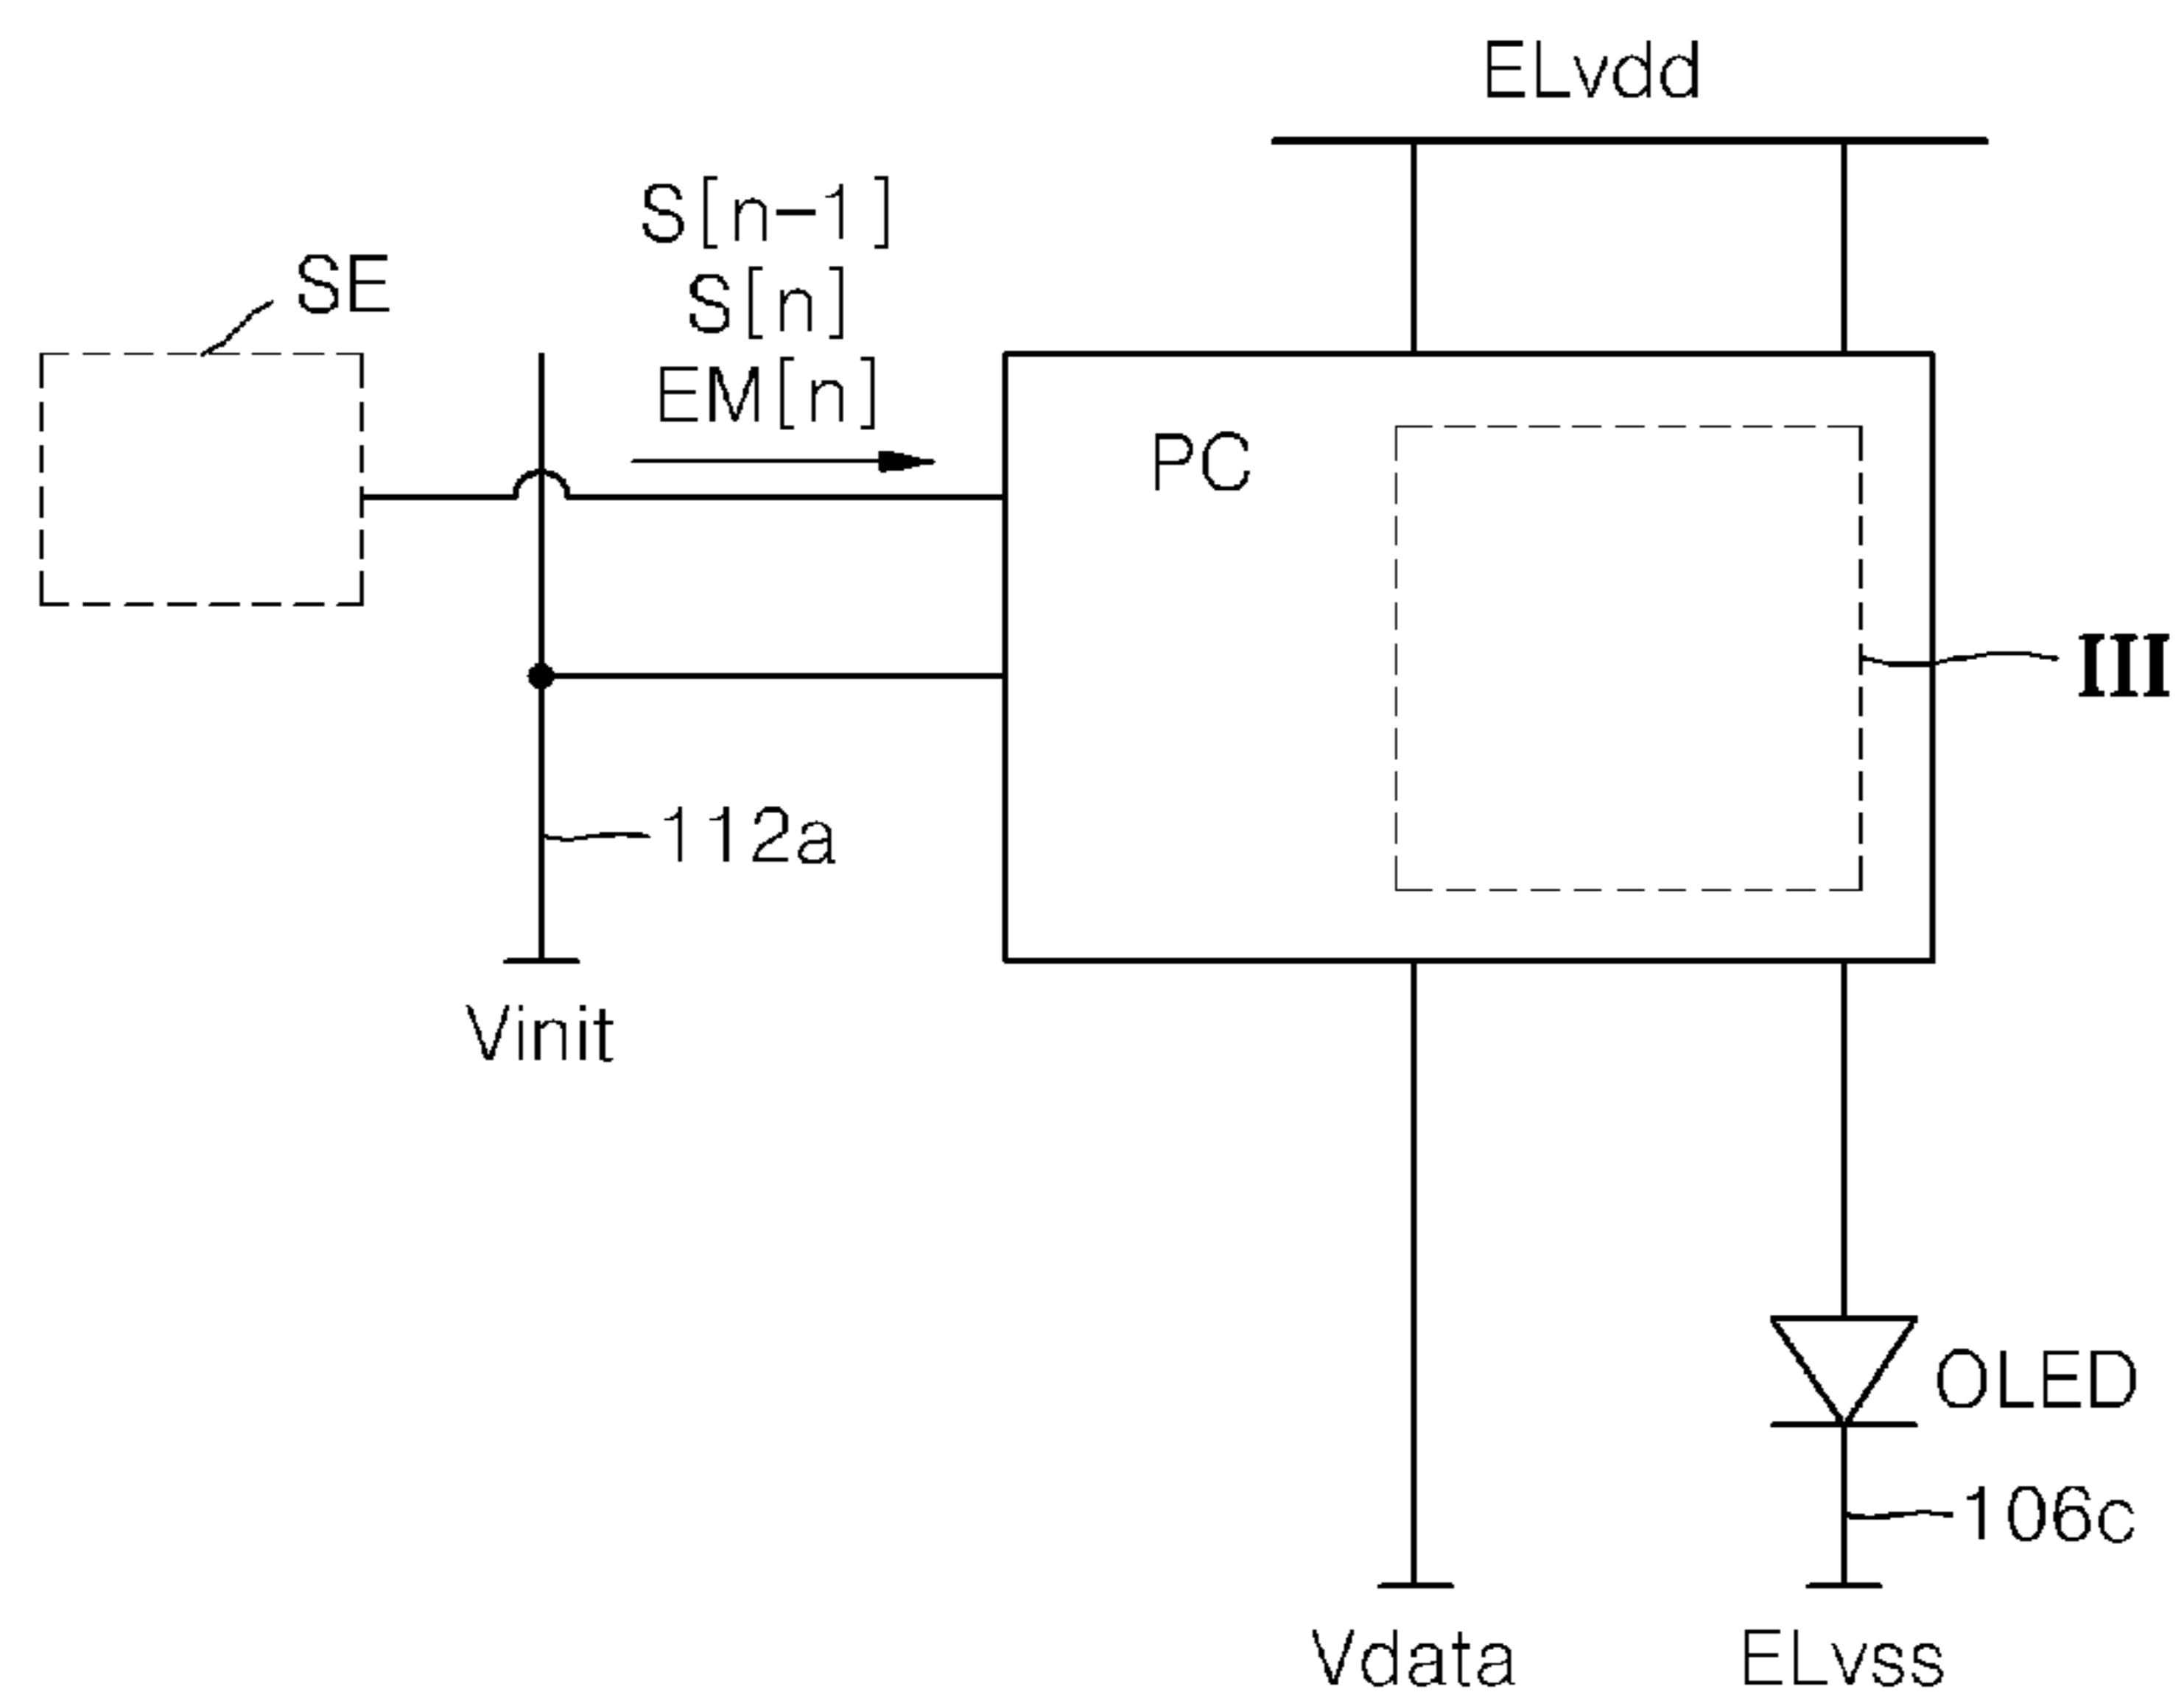 ELvdd
S[n-1]
S[n]
EM[n]
SE
PC
III
112a
Vinit
OLED
106c
Vdata
ELvss